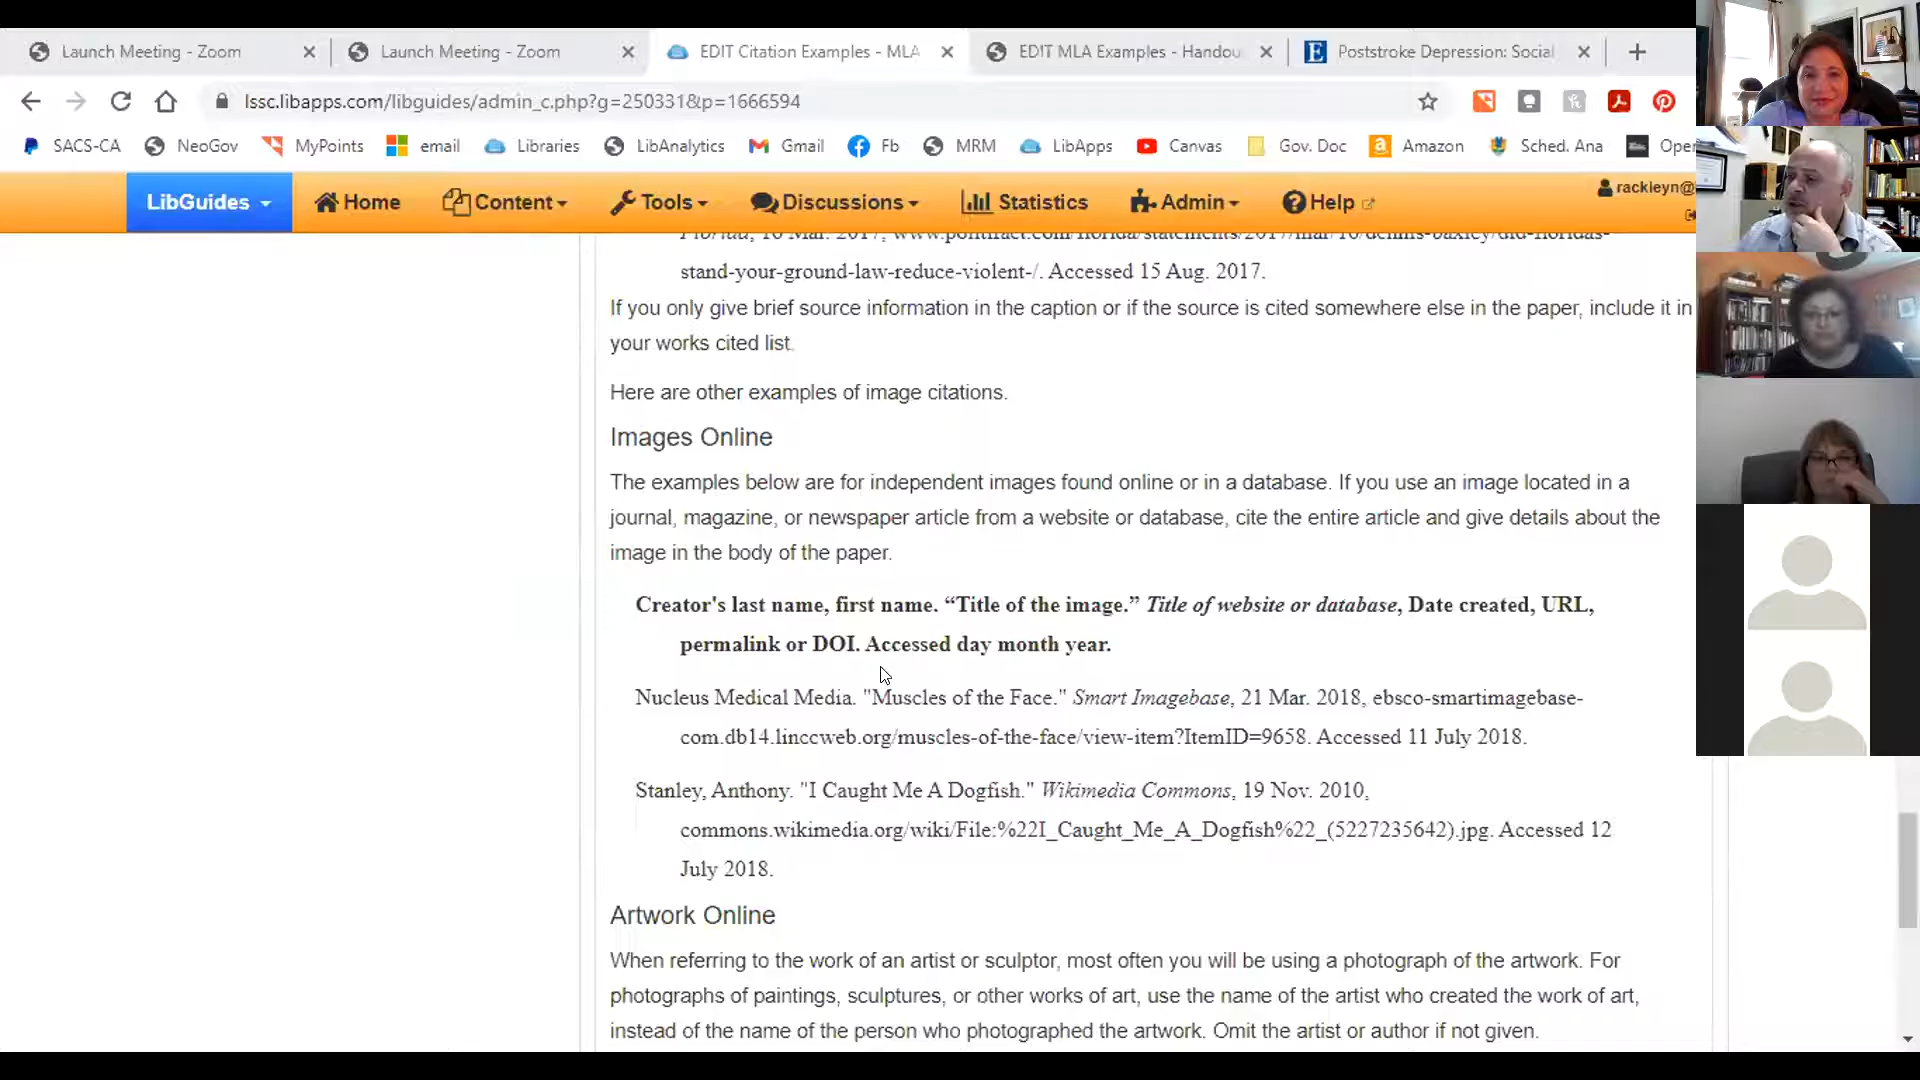 Launch Meeting - Zoom
Launch Meeting - Zoom
EDIT Citation Examples - MLA
EDIT MLA Examples - Handou
Poststroke Depression: Social
lssc.libapps.com/libguides/admin_c.php?g=250331&p=1666594
SACS-CA NeoGov MyPoints email Libraries LibAnalytics Gmail Fb MRM LibApps Canvas Gov. Doc Amazon Sched. Ana Ope
LibGuides Home Content Tools Discussions Statistics Admin Help rackleyn@
stand-your-ground-law-reduce-violent-/. Accessed 15 Aug. 2017.
If you only give brief source information in the caption or if the source is cited somewhere else in the paper, include it in
your works cited list.
Here are other examples of image citations.
Images Online
The examples below are for independent images found online or in a database. If you use an image located in a
journal, magazine, or newspaper article from a website or database, cite the entire article and give details about the
image in the body of the paper.
Creator's last name, first name. “Title of the image.” Title of website or database, Date created, URL,
permalink or DOI. Accessed day month year.
Nucleus Medical Media. "Muscles of the Face." Smart Imagebase, 21 Mar. 2018, ebsco-smartimagebase-
com.db14.linccweb.org/muscles-of-the-face/view-item?ItemID=9658. Accessed 11 July 2018.
Stanley, Anthony. "I Caught Me A Dogfish." Wikimedia Commons, 19 Nov. 2010,
commons.wikimedia.org/wiki/File:%22I_Caught_Me_A_Dogfish%22_(5227235642).jpg. Accessed 12
July 2018.
Artwork Online
When referring to the work of an artist or sculptor, most often you will be using a photograph of the artwork. For
photographs of paintings, sculptures, or other works of art, use the name of the artist who created the work of art,
instead of the name of the person who photographed the artwork. Omit the artist or author if not given.